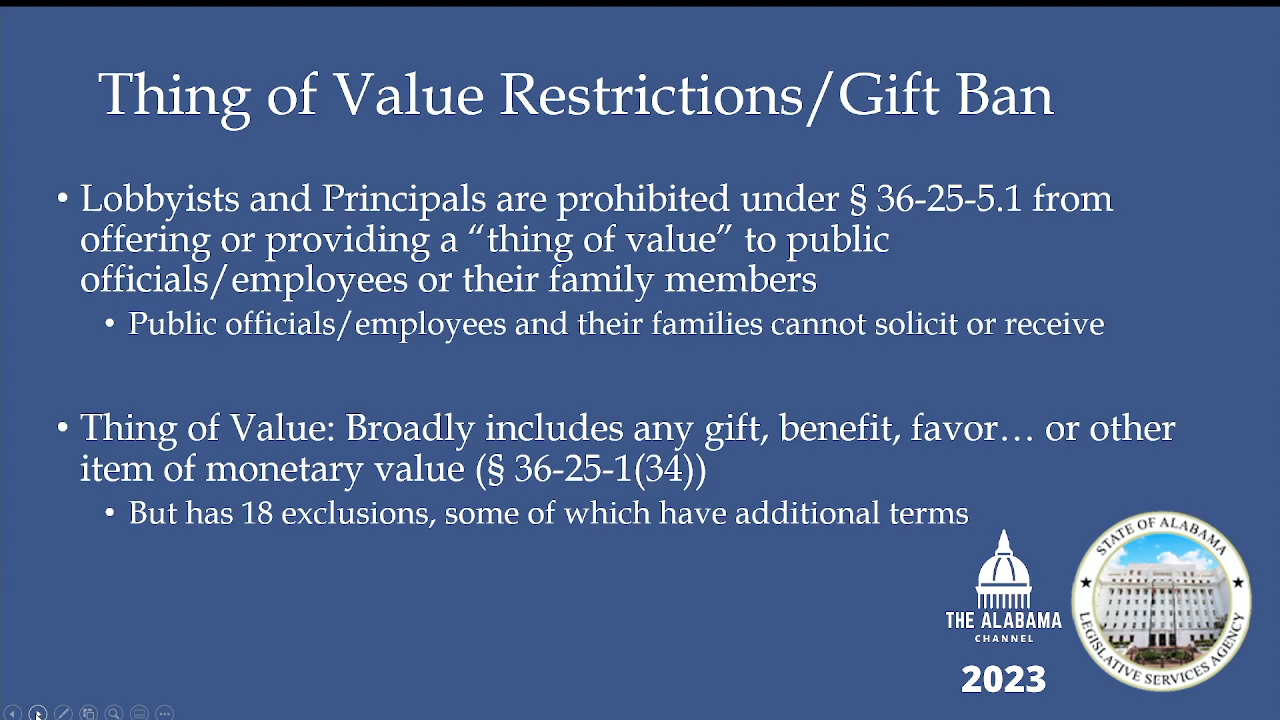 Thing of Value Restrictions/Gift Ban
• Lobbyists and Principals are prohibited under § 36-25-5.1 from
offering or providing a “thing of value” to public
officials/employees or their family members
• Public officials/employees and their families cannot solicit or receive
• Thing of Value: Broadly includes any gift, benefit, favor… or other
item of monetary value (§ 36-25-1(34))
• But has 18 exclusions, some of which have additional terms
THE ALABAMA
CHANNEL
2023
STATE OF ALABAMA
LEGISLATIVE SERVICES AGENCY